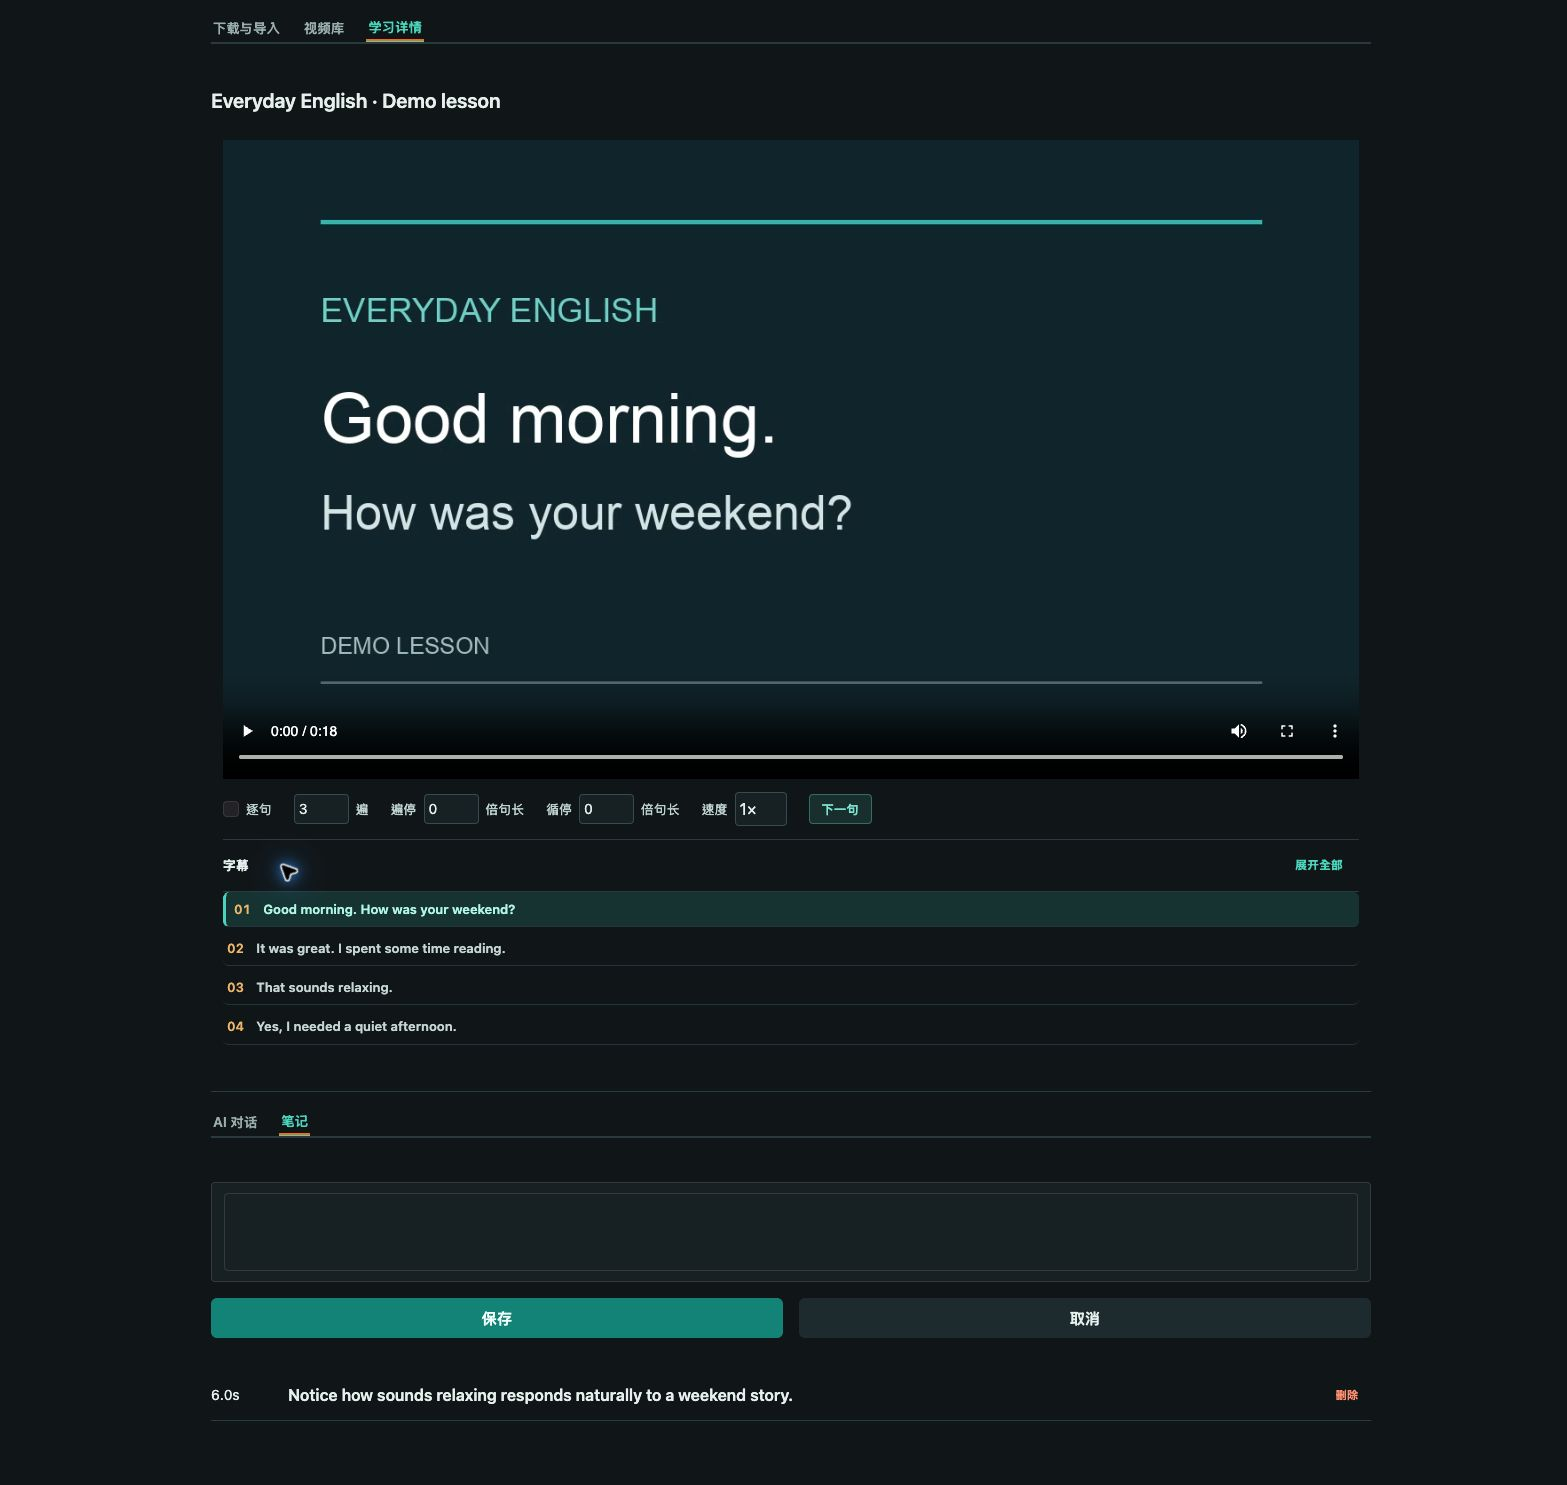 下载与导入 视频库 学习详情
Everyday English · Demo lesson
EVERYDAY ENGLISH
Good morning.
How was your weekend?
DEMO LESSON
0:00 / 0:18
逐句 3 遍 遍停 0 倍句长 循停 0 倍句长 速度 1× 下一句
字幕 展开全部
01 Good morning. How was your weekend?
02 It was great. I spent some time reading.
03 That sounds relaxing.
04 Yes, I needed a quiet afternoon.
AI 对话 笔记
保存 取消
6.0s Notice how sounds relaxing responds naturally to a weekend story. 删除